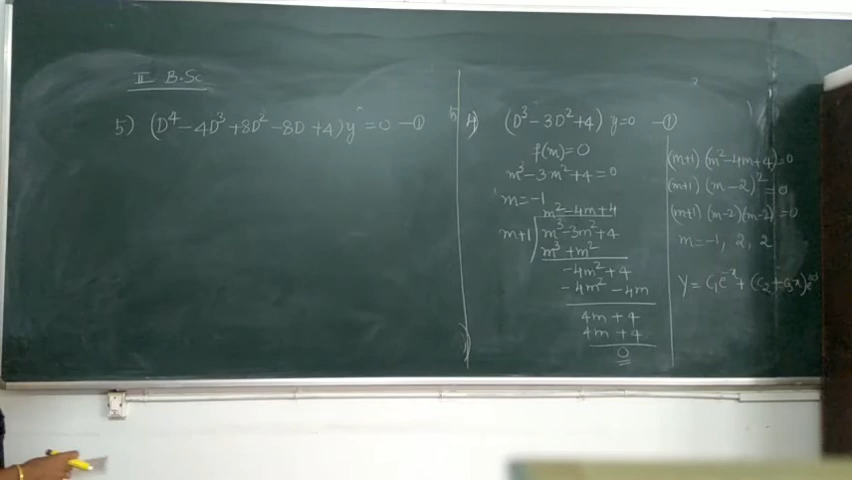 II B.Sc
5) (D⁴ - 4D³ + 8D² - 8D + 4) y = 0 — ①
4) (D³ - 3D² + 4) y = 0 — ①
f(m) = 0
m³ - 3m² + 4 = 0
m = -1
m² - 4m + 4
m+1 | m³ - 3m² + 4
m³ + m²
-4m² + 4
-4m² - 4m
4m + 4
4m + 4
0
(m+1) (m² - 4m + 4) = 0
(m+1) (m - 2)² = 0
(m+1) (m-2) (m-2) = 0
m = -1, 2, 2
y = C₁e⁻ˣ + (C₂ + C₃x)